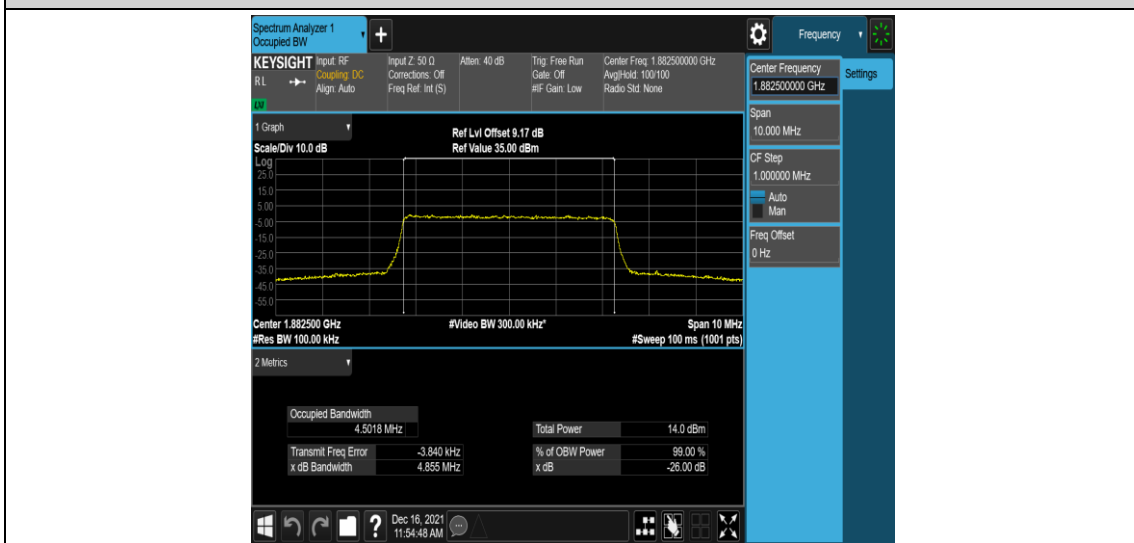 Spectrum Analyzer 1
Occupied BW
Frequency
KEYSIGHT
RL
LXI
Input: RF
Coupling: DC
Align: Auto
Input Z: 50 Ω
Corrections: Off
Freq Ref: Int (S)
Atten: 40 dB
Trig: Free Run
Gate: Off
#IF Gain: Low
Center Freq: 1.882500000 GHz
Avg|Hold: 100/100
Radio Std: None
Center Frequency
1.882500000 GHz
Settings
Span
10.000 MHz
CF Step
1.000000 MHz
Auto
Man
Freq Offset
0 Hz
1 Graph
Scale/Div 10.0 dB
Ref Lvl Offset 9.17 dB
Ref Value 35.00 dBm
Log
25.0
15.0
5.00
-5.00
-15.0
-25.0
-35.0
-45.0
-55.0
Center 1.882500 GHz
#Res BW 100.00 kHz
#Video BW 300.00 kHz*
Span 10 MHz
#Sweep 100 ms (1001 pts)
2 Metrics
Occupied Bandwidth
4.5018 MHz
Total Power 14.0 dBm
Transmit Freq Error -3.840 kHz
% of OBW Power 99.00 %
x dB Bandwidth 4.855 MHz
x dB -26.00 dB
?
Dec 16, 2021
11:54:48 AM